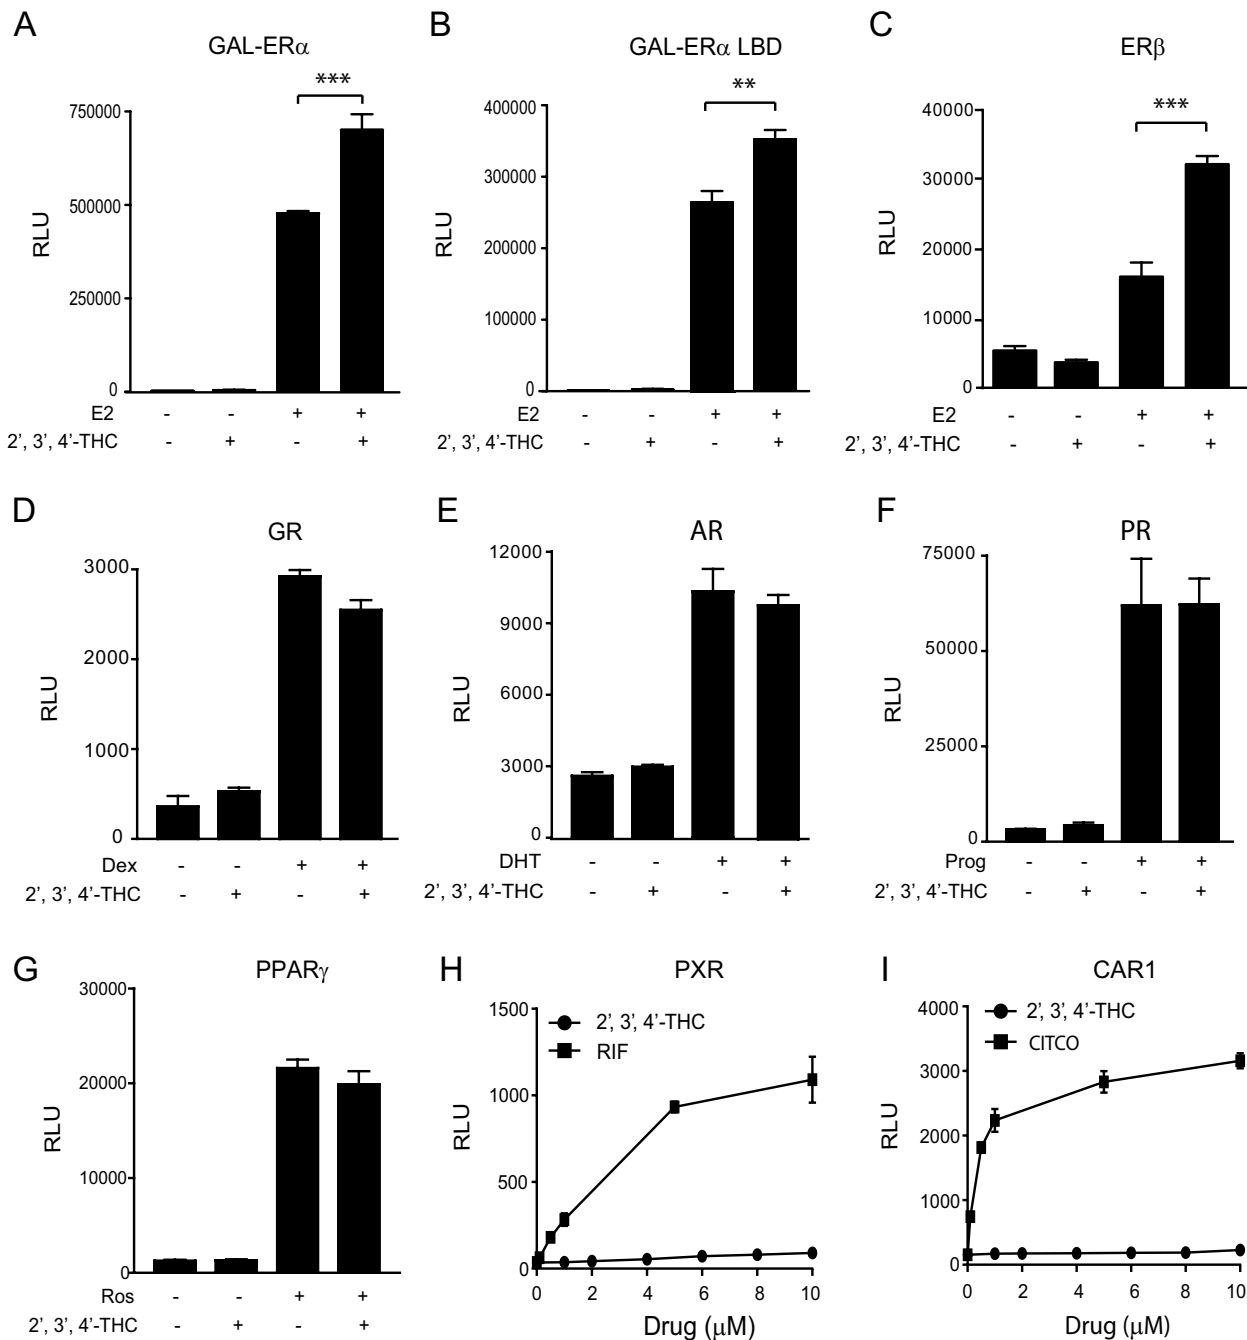 A
GAL-ERα
***
750000
500000
250000
0
RLU
E2 - - + +
2', 3', 4'-THC - + - +
B
GAL-ERα LBD
**
400000
300000
200000
100000
0
RLU
E2 - - + +
2', 3', 4'-THC - + - +
C
ERβ
***
40000
30000
20000
10000
0
RLU
E2 - - + +
2', 3', 4'-THC - + - +
D
GR
3000
2000
1000
0
RLU
Dex - - + +
2', 3', 4'-THC - + - +
E
AR
12000
9000
6000
3000
0
RLU
DHT - - + +
2', 3', 4'-THC - + - +
F
PR
75000
50000
25000
0
RLU
Prog - - + +
2', 3', 4'-THC - + - +
G
PPARγ
30000
20000
10000
0
RLU
Ros - - + +
2', 3', 4'-THC - + - +
H
PXR
2', 3', 4'-THC
RIF
1500
1000
500
0
RLU
0 2 4 6 8 10
Drug (µM)
I
CAR1
2', 3', 4'-THC
CITCO
4000
3000
2000
1000
0
RLU
0 2 4 6 8 10
Drug (µM)